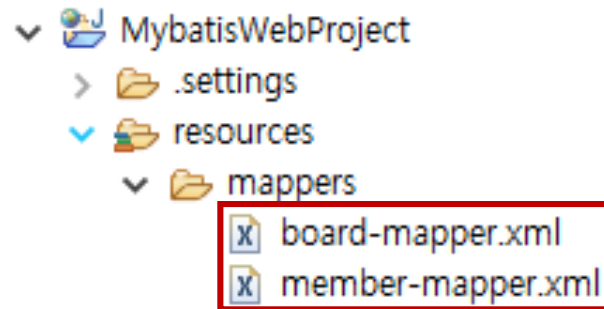 MybatisWebProject
.settings
resources
mappers
board-mapper.xml
member-mapper.xml